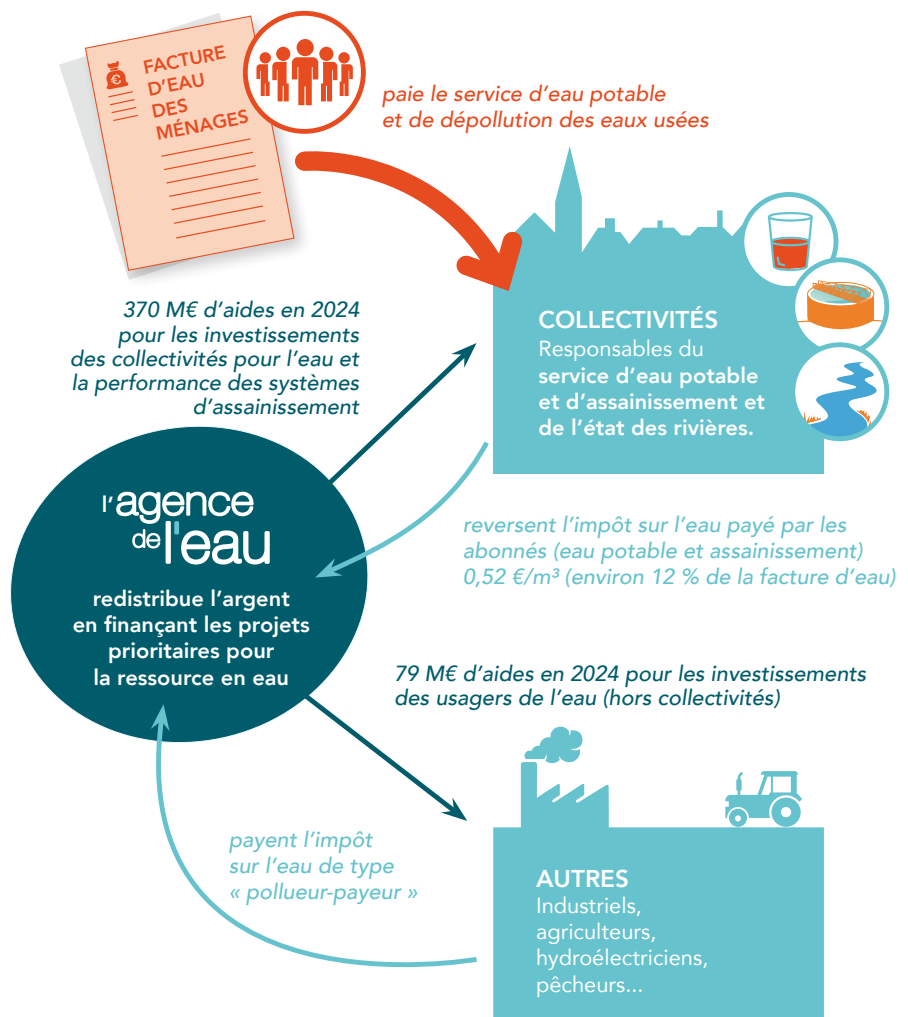 FACTURE
D'EAU
DES
MÉNAGES
€
paie le service d'eau potable
et de dépollution des eaux usées
370 M€ d'aides en 2024
pour les investissements
des collectivités pour l'eau et
la performance des systèmes
d'assainissement
COLLECTIVITÉS
Responsables du
service d'eau potable
et d'assainissement et
de l'état des rivières.
l'agence
de l'eau
redistribue l'argent
en finançant les projets
prioritaires pour
la ressource en eau
reversent l'impôt sur l'eau payé par les
abonnés (eau potable et assainissement)
0,52 €/m³ (environ 12 % de la facture d'eau)
79 M€ d'aides en 2024 pour les investissements
des usagers de l'eau (hors collectivités)
payent l'impôt
sur l'eau de type
« pollueur-payeur »
AUTRES
Industriels,
agriculteurs,
hydroélectriciens,
pêcheurs...